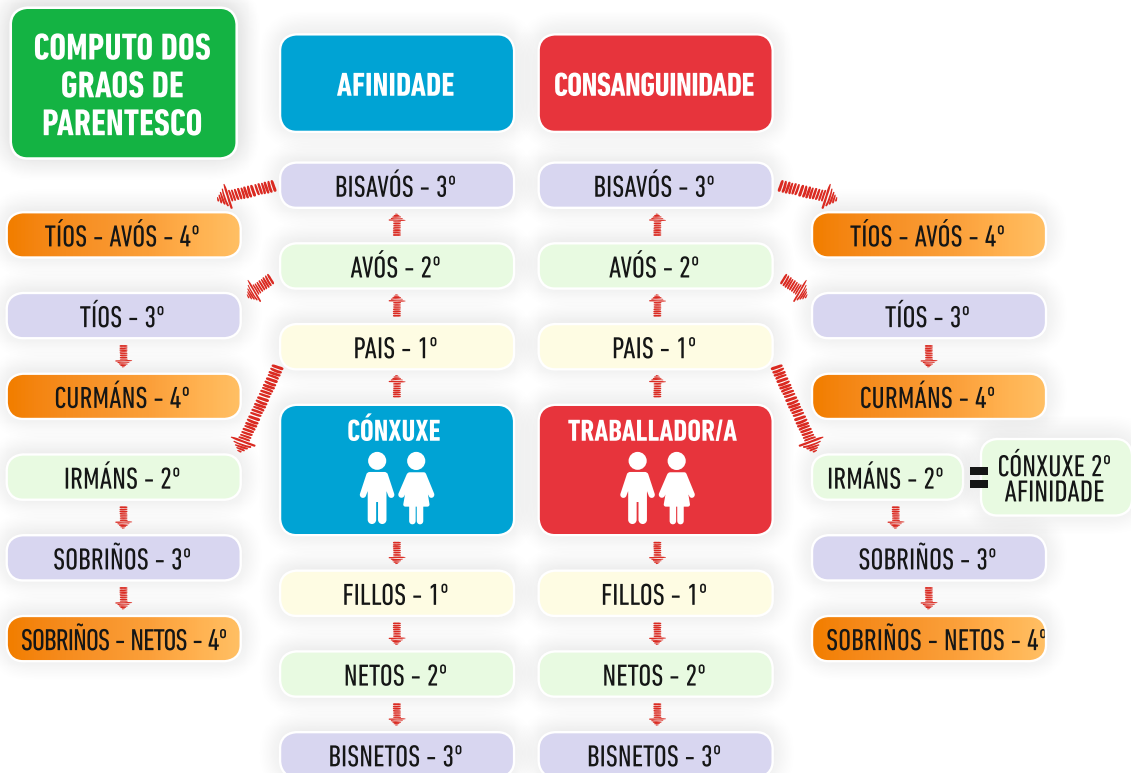 COMPUTO DOS
GRAOS DE
PARENTESCO
AFINIDADE
CONSANGUINIDADE
BISAVÓS - 3º
BISAVÓS - 3º
TÍOS - AVÓS - 4º
TÍOS - AVÓS - 4º
AVÓS - 2º
AVÓS - 2º
TÍOS - 3º
TÍOS - 3º
PAIS - 1º
PAIS - 1º
CURMÁNS - 4º
CURMÁNS - 4º
CÓNXUXE
TRABALLADOR/A
IRMÁNS - 2º
IRMÁNS - 2º
=
CÓNXUXE 2º
AFINIDADE
SOBRIÑOS - 3º
SOBRIÑOS - 3º
FILLOS - 1º
FILLOS - 1º
SOBRIÑOS - NETOS - 4º
SOBRIÑOS - NETOS - 4º
NETOS - 2º
NETOS - 2º
BISNETOS - 3º
BISNETOS - 3º